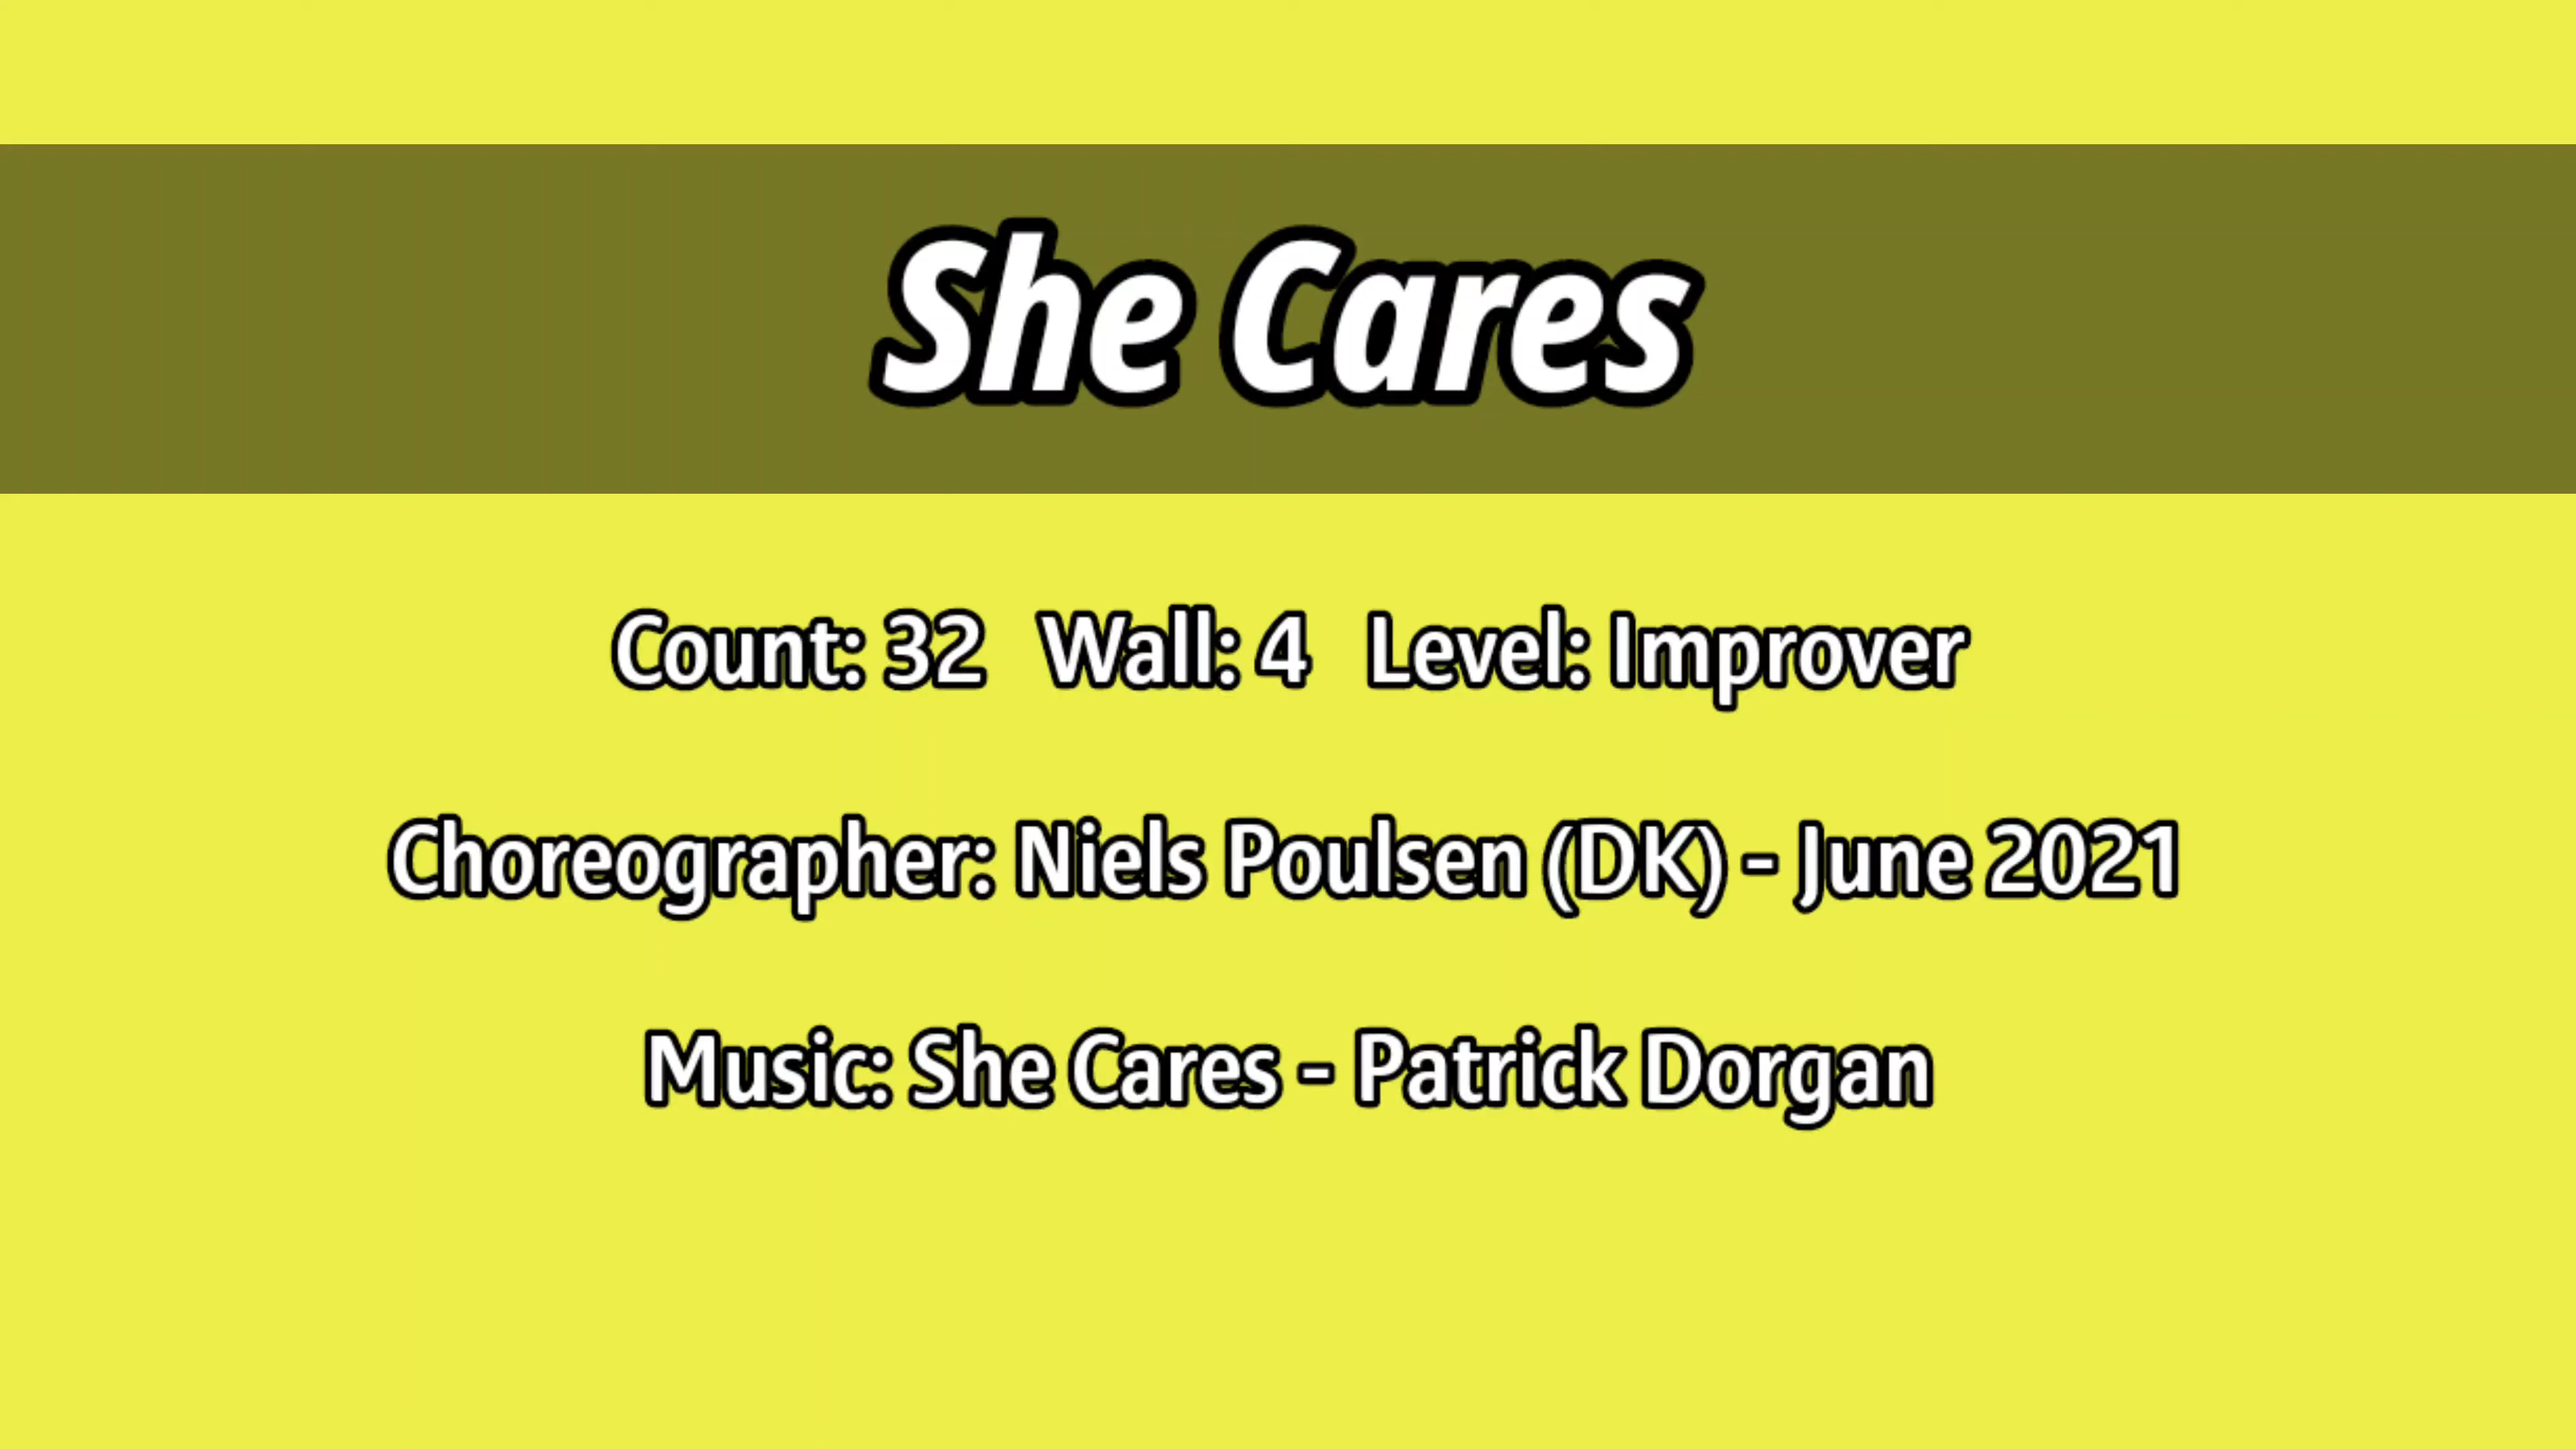 She Cares
Count: 32   Wall: 4   Level: Improver
Choreographer: Niels Poulsen (DK) - June 2021
Music: She Cares - Patrick Dorgan